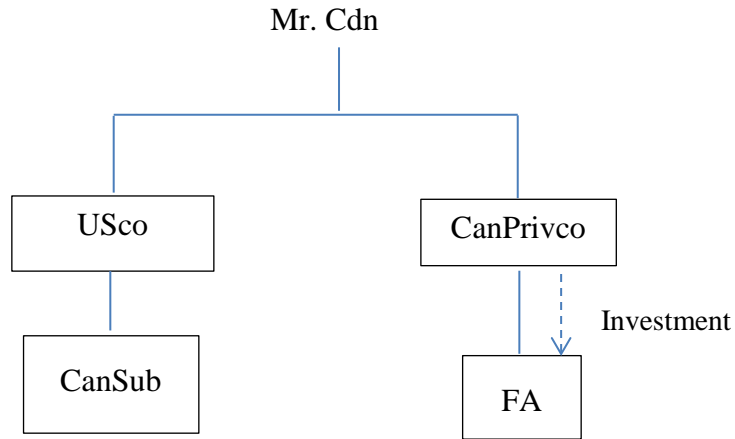 Mr. Cdn
USco
CanPrivco
Investment
CanSub
FA